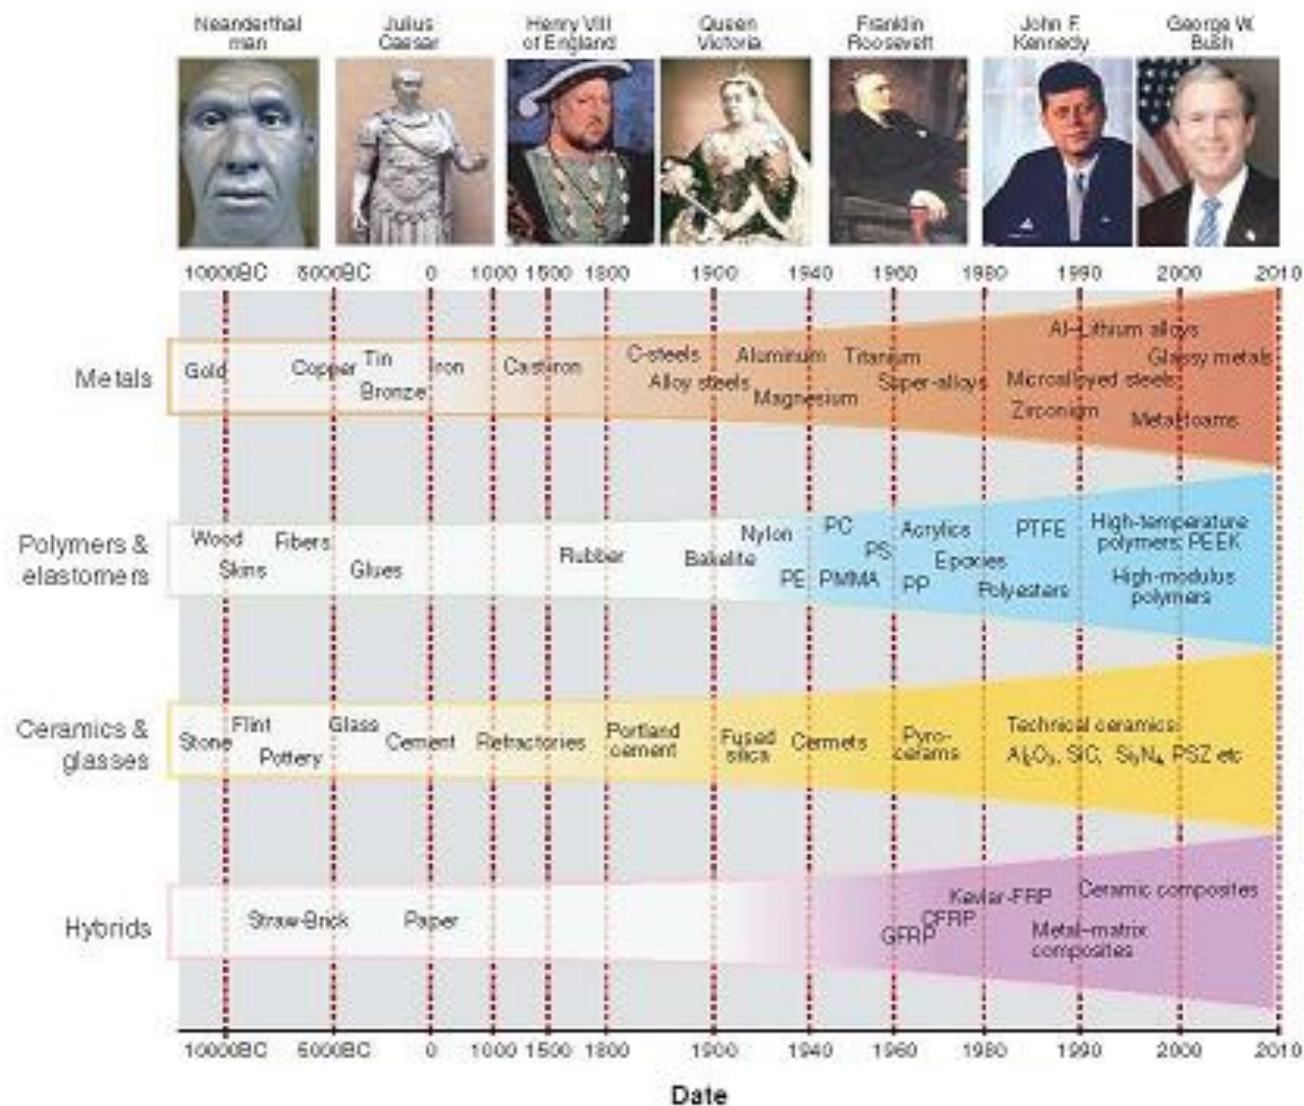 Neanderthal man
Julius Caesar
Henry VIII of England
Queen Victoria
Franklin Roosevelt
John F. Kennedy
George W. Bush
10000BC 5000BC 0 1000 1500 1800 1900 1940 1960 1980 1990 2000 2010
Metals
Gold
Copper
Tin
Bronze
Iron
Cast iron
C-steels
Alloy steels
Aluminum
Magnesium
Titanium
Super-alloys
Al-Lithium alloys
Glassy metals
Microalloyed steels
Zirconium
Metal foams
Polymers &
elastomers
Wood
Skins
Fibers
Glues
Rubber
Bakelite
Nylon
PE
PC
PS
PMMA
Acrylics
Epoxies
PP
PTFE
Polyesters
High-temperature
polymers: PEEK
High-modulus
polymers
Ceramics &
glasses
Stone
Flint
Pottery
Glass
Cement
Refractories
Portland
cement
Fused
silica
Cermets
Pyro-
cerams
Technical ceramics:
Al₂O₃, SiC, Si₃N₄, PSZ etc
Hybrids
Straw-Brick
Paper
GFRP
CFRP
Kevlar-FRP
Metal-matrix
composites
Ceramic composites
10000BC 5000BC 0 1000 1500 1800 1900 1940 1960 1980 1990 2000 2010
Date